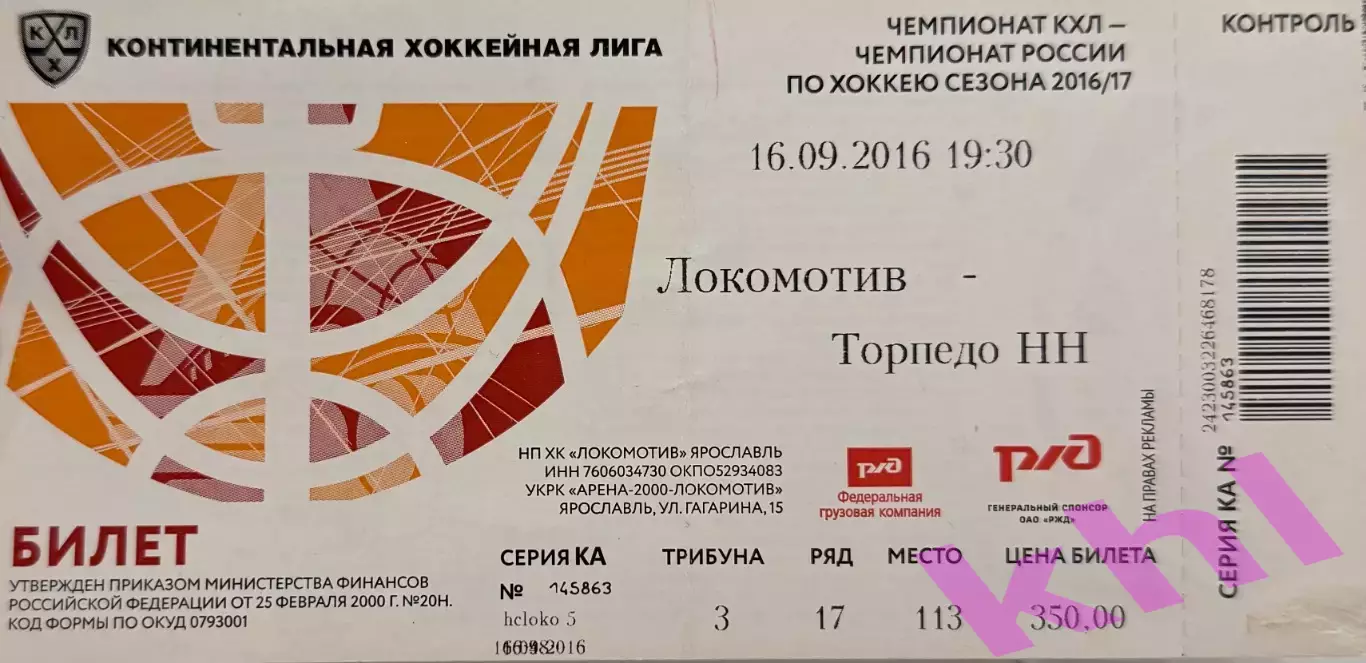 КХЛ
Х
КОНТИНЕНТАЛЬНАЯ ХОККЕЙНАЯ ЛИГА
ЧЕМПИОНАТ КХЛ –
ЧЕМПИОНАТ РОССИИ
ПО ХОККЕЮ СЕЗОНА 2016/17
КОНТРОЛЬ
16.09.2016 19:30
Локомотив -
Торпедо НН
НП ХК «ЛОКОМОТИВ» ЯРОСЛАВЛЬ
ИНН 7606034730 ОКПО52934083
УКРК «АРЕНА-2000-ЛОКОМОТИВ»
ЯРОСЛАВЛЬ, УЛ. ГАГАРИНА, 15
ржд
Федеральная
грузовая компания
ржд
ГЕНЕРАЛЬНЫЙ СПОНСОР
ОАО «РЖД»
НА ПРАВАХ РЕКЛАМЫ
БИЛЕТ
УТВЕРЖДЕН ПРИКАЗОМ МИНИСТЕРСТВА ФИНАНСОВ
РОССИЙСКОЙ ФЕДЕРАЦИИ ОТ 25 ФЕВРАЛЯ 2000 Г. №20Н.
КОД ФОРМЫ ПО ОКУД 0793001
СЕРИЯ КА ТРИБУНА РЯД МЕСТО ЦЕНА БИЛЕТА
№ 145863
hcloko 5 3 17 113 350,00
СЕРИЯ КА № 145863
2423003226468178
khl